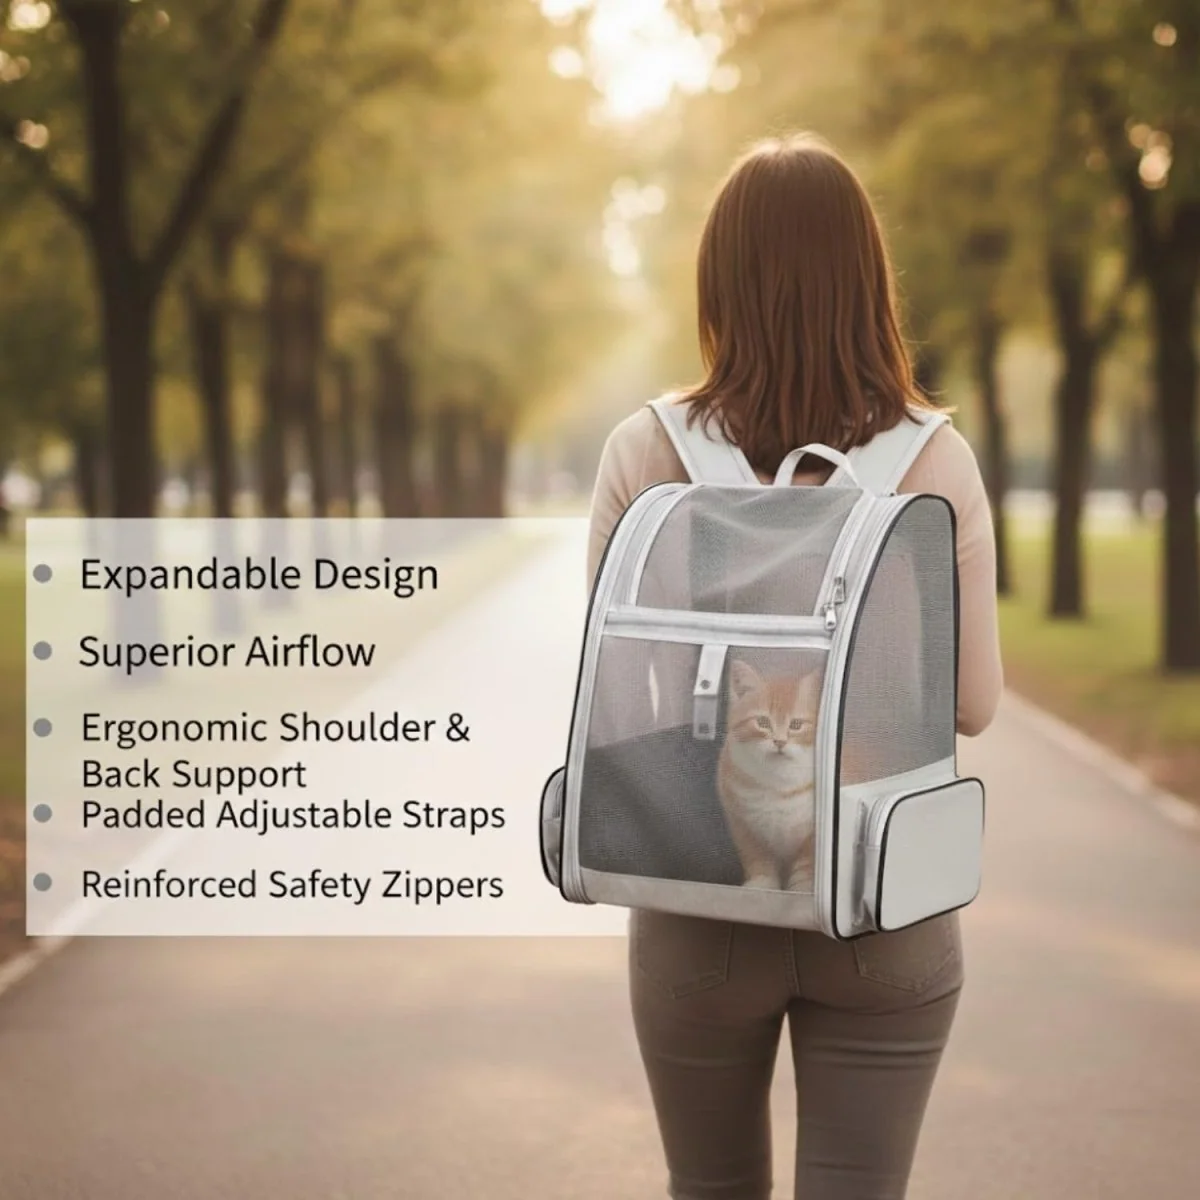 Expandable Design
Superior Airflow
Ergonomic Shoulder &
Back Support
Padded Adjustable Straps
Reinforced Safety Zippers